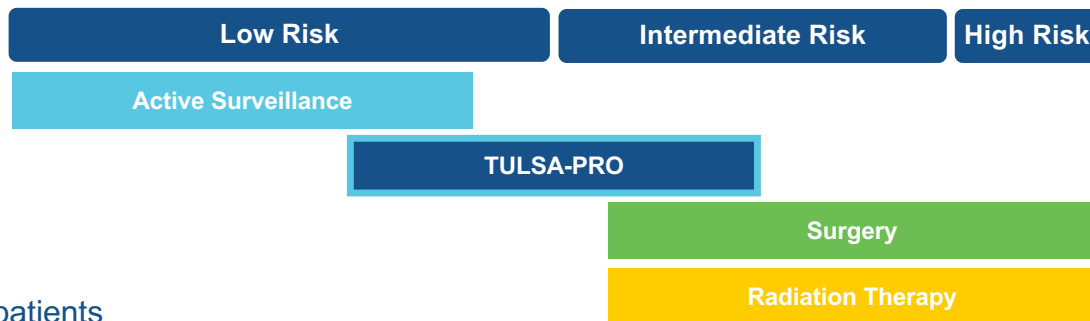 Low Risk
Intermediate Risk
High Risk
Active Surveillance
TULSA-PRO
Surgery
Radiation Therapy
patients